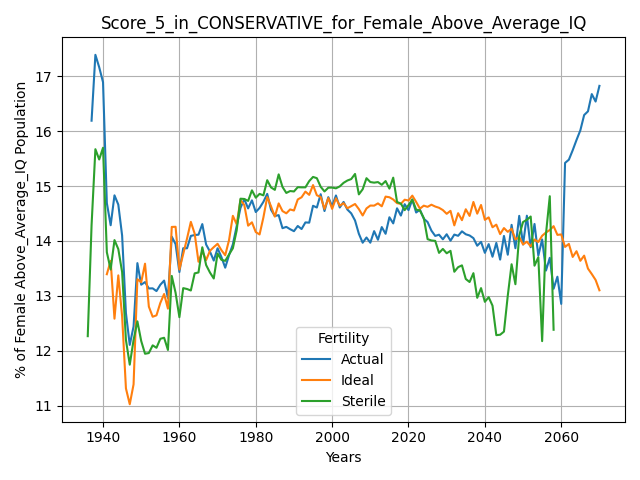 Score_5_in_CONSERVATIVE_for_Female_Above_Average_IQ
% of Female Above_Average_IQ Population
17
16
15
14
13
12
11
Fertility
Actual
Ideal
Sterile
1940 1960 1980 2000 2020 2040 2060
Years